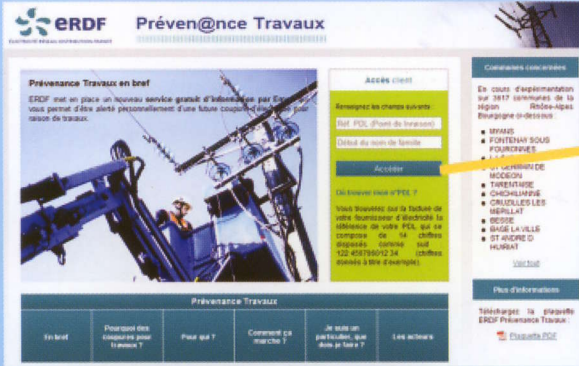 ERDF
ÉLECTRICITÉ RÉSEAU DISTRIBUTION FRANCE
Préven@nce Travaux
Prévenance Travaux en bref
ERDF met en place un nouveau service gratuit d'information par
vous permet d'être alerté personnellement d'une future coupure
raison de travaux.
Accès client
Renseignez les champs suivants :
Réf. PDL (Point de livraison)
Début du nom de famille
Accéder
Où trouver mon n°PDL ?
Vous trouverez sur la facture de
votre fournisseur d'électricité la
référence de votre PDL qui se
compose de 14 chiffres
disposés comme suit :
122 456789012 34 (chiffres
donnés à titre d'exemple).
Communes concernées
En cours d'expérimentation
sur 3617 communes de la
région Rhône-Alpes
Bourgogne ci-dessous :
MYANS
FONTENAY SOUS
FOURONNES
ST GERMAIN DE
MODEON
TARENTAISE
CHICHILIANNE
CRUZILLES LES
MEPILLAT
BESSE
BAGE LA VILLE
ST ANDRE D
HUIRIAT
Voir tout
Plus d'informations
Téléchargez la plaquette
ERDF Prévenance Travaux :
Plaquette PDF
Prévenance Travaux
En bref
Pourquoi des
coupures pour
travaux ?
Pour qui ?
Comment ça
marche ?
Je suis un
particulier, que
dois-je faire ?
Les acteurs